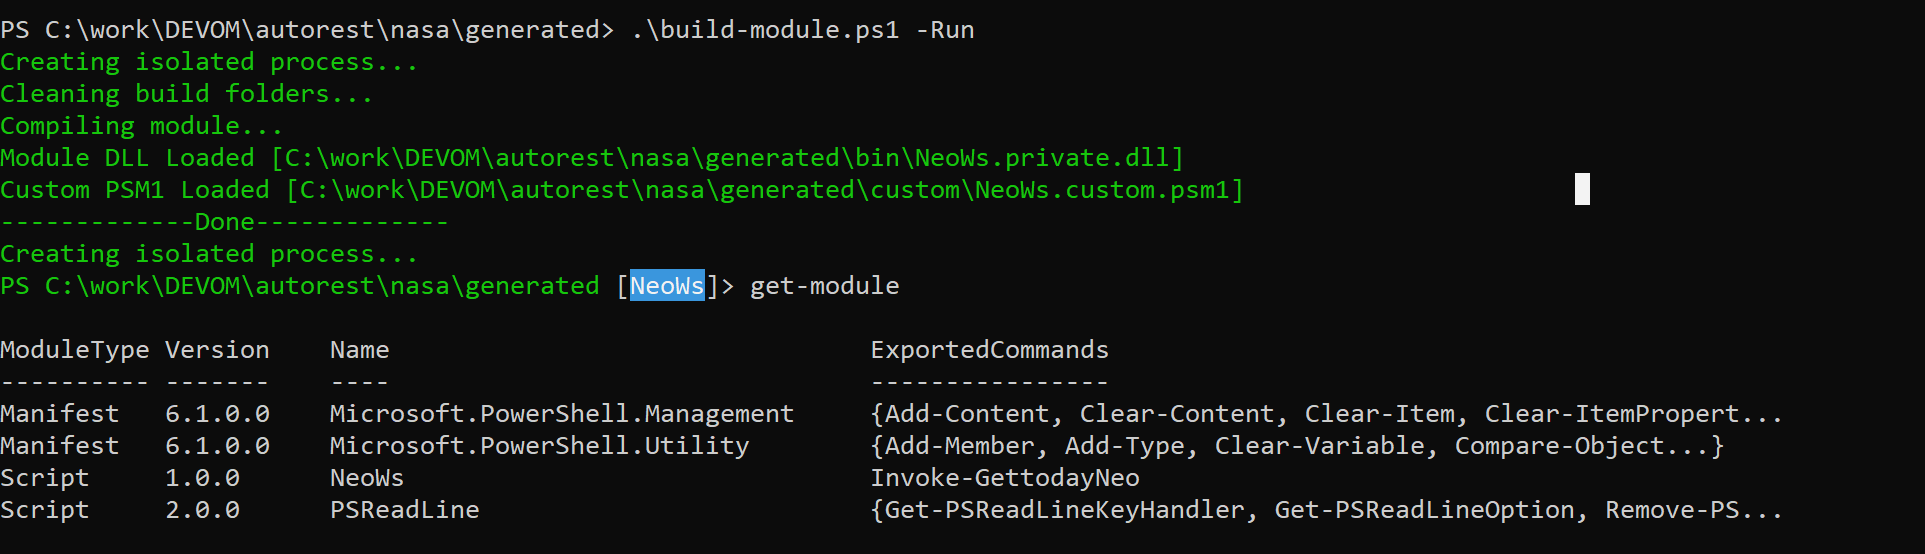 PS C:\work\DEVOM\autorest\nasa\generated> .\build-module.ps1 -Run
Creating isolated process...
Cleaning build folders...
Compiling module...
Module DLL Loaded [C:\work\DEVOM\autorest\nasa\generated\bin\NeoWs.private.dll]
Custom PSM1 Loaded [C:\work\DEVOM\autorest\nasa\generated\custom\NeoWs.custom.psm1]
-------------Done-------------
Creating isolated process...
PS C:\work\DEVOM\autorest\nasa\generated [NeoWs]> get-module
ModuleType Version    Name                                ExportedCommands
---------- -------    ----                                ----------------
Manifest   6.1.0.0    Microsoft.PowerShell.Management     {Add-Content, Clear-Content, Clear-Item, Clear-ItemPropert...
Manifest   6.1.0.0    Microsoft.PowerShell.Utility        {Add-Member, Add-Type, Clear-Variable, Compare-Object...}
Script     1.0.0      NeoWs                               Invoke-GettodayNeo
Script     2.0.0      PSReadLine                          {Get-PSReadLineKeyHandler, Get-PSReadLineOption, Remove-PS...